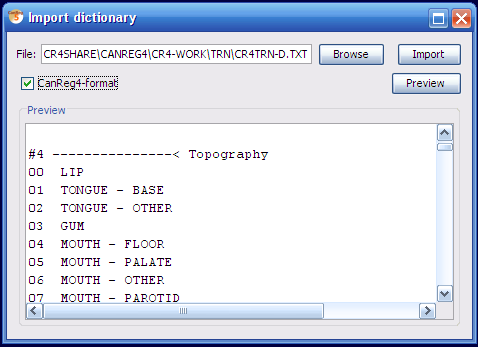 Import dictionary
File: CR4SHARE\CANREG4\CR4-WORK\TRN\CR4TRN-D.TXT Browse Import
CanReg4-format Preview
Preview
#4 ---------------< Topography
00 LIP
01 TONGUE - BASE
02 TONGUE - OTHER
03 GUM
04 MOUTH - FLOOR
05 MOUTH - PALATE
06 MOUTH - OTHER
07 MOUTH - PAROTID